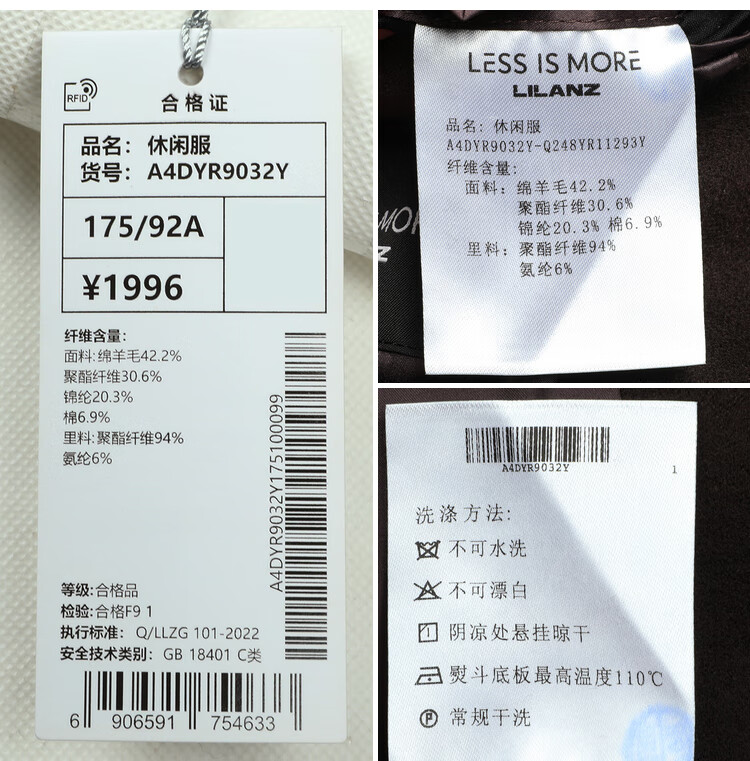 RFID
合格证
品名: 休闲服
货号: A4DYR9032Y
175/92A
¥1996
纤维含量:
面料:绵羊毛42.2%
聚酯纤维30.6%
锦纶20.3%
棉6.9%
里料:聚酯纤维94%
氨纶6%
A4DYR9032Y175100099
等级:合格品
检验:合格F9 1
执行标准: Q/LLZG 101-2022
安全技术类别: GB 18401 C类
6 906591 754633
LESS IS MORE
LILANZ
品名: 休闲服
A4DYR9032Y-Q248YR11293Y
纤维含量:
面料: 绵羊毛42.2%
聚酯纤维30.6%
锦纶20.3% 棉6.9%
里料: 聚酯纤维94%
氨纶6%
A4DYR9032Y
1
洗涤方法:
不可水洗
不可漂白
阴凉处悬挂晾干
熨斗底板最高温度110℃
Ⓟ 常规干洗